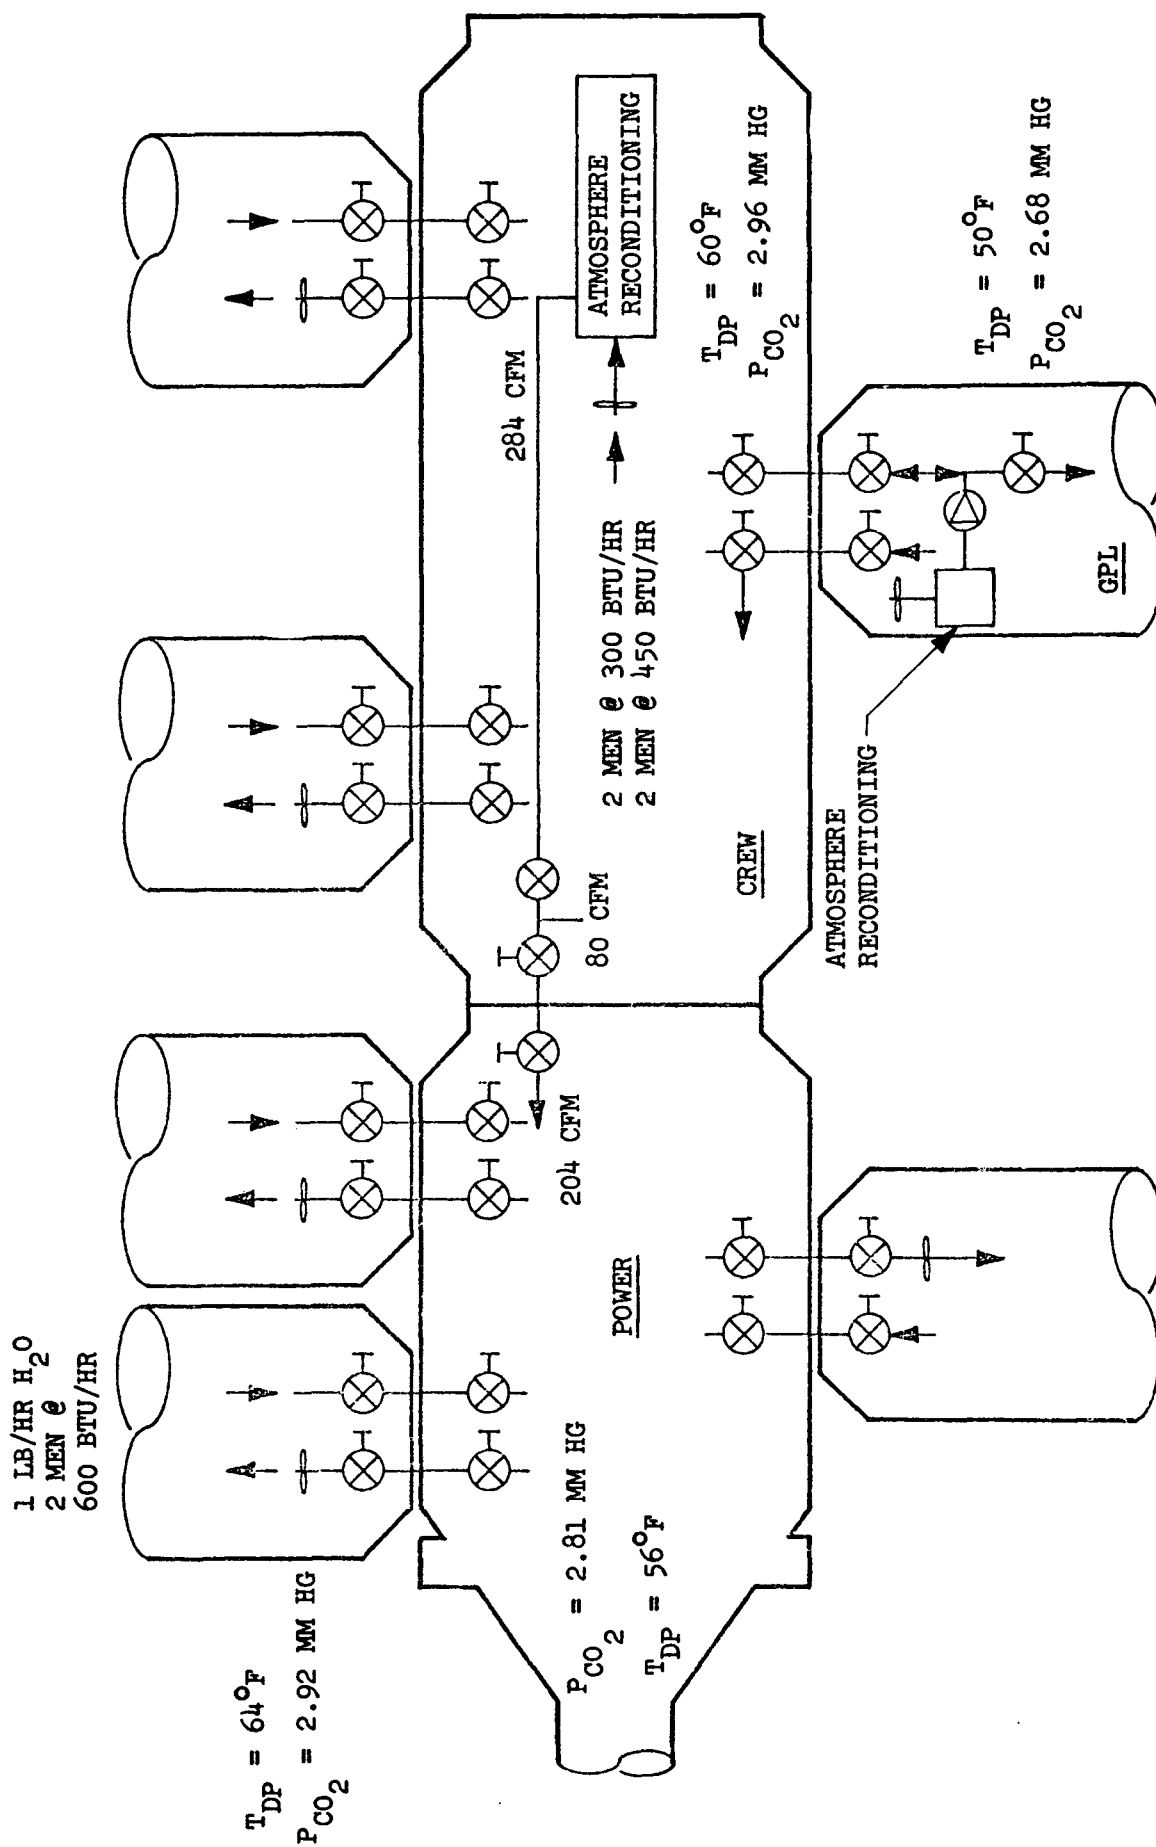 1 LB/HR H2O
2 MEN @
600 BTU/HR
TDP = 64°F
PCO2 = 2.92 MM HG
PCO2 = 2.81 MM HG
TDP = 56°F
POWER
204 CFM
80 CFM
284 CFM
2 MEN @ 300 BTU/HR
2 MEN @ 450 BTU/HR
ATMOSPHERE
RECONDITIONING
CREW
TDP = 60°F
PCO2 = 2.96 MM HG
ATMOSPHERE
RECONDITIONING
GPL
TDP = 50°F
PCO2 = 2.68 MM HG